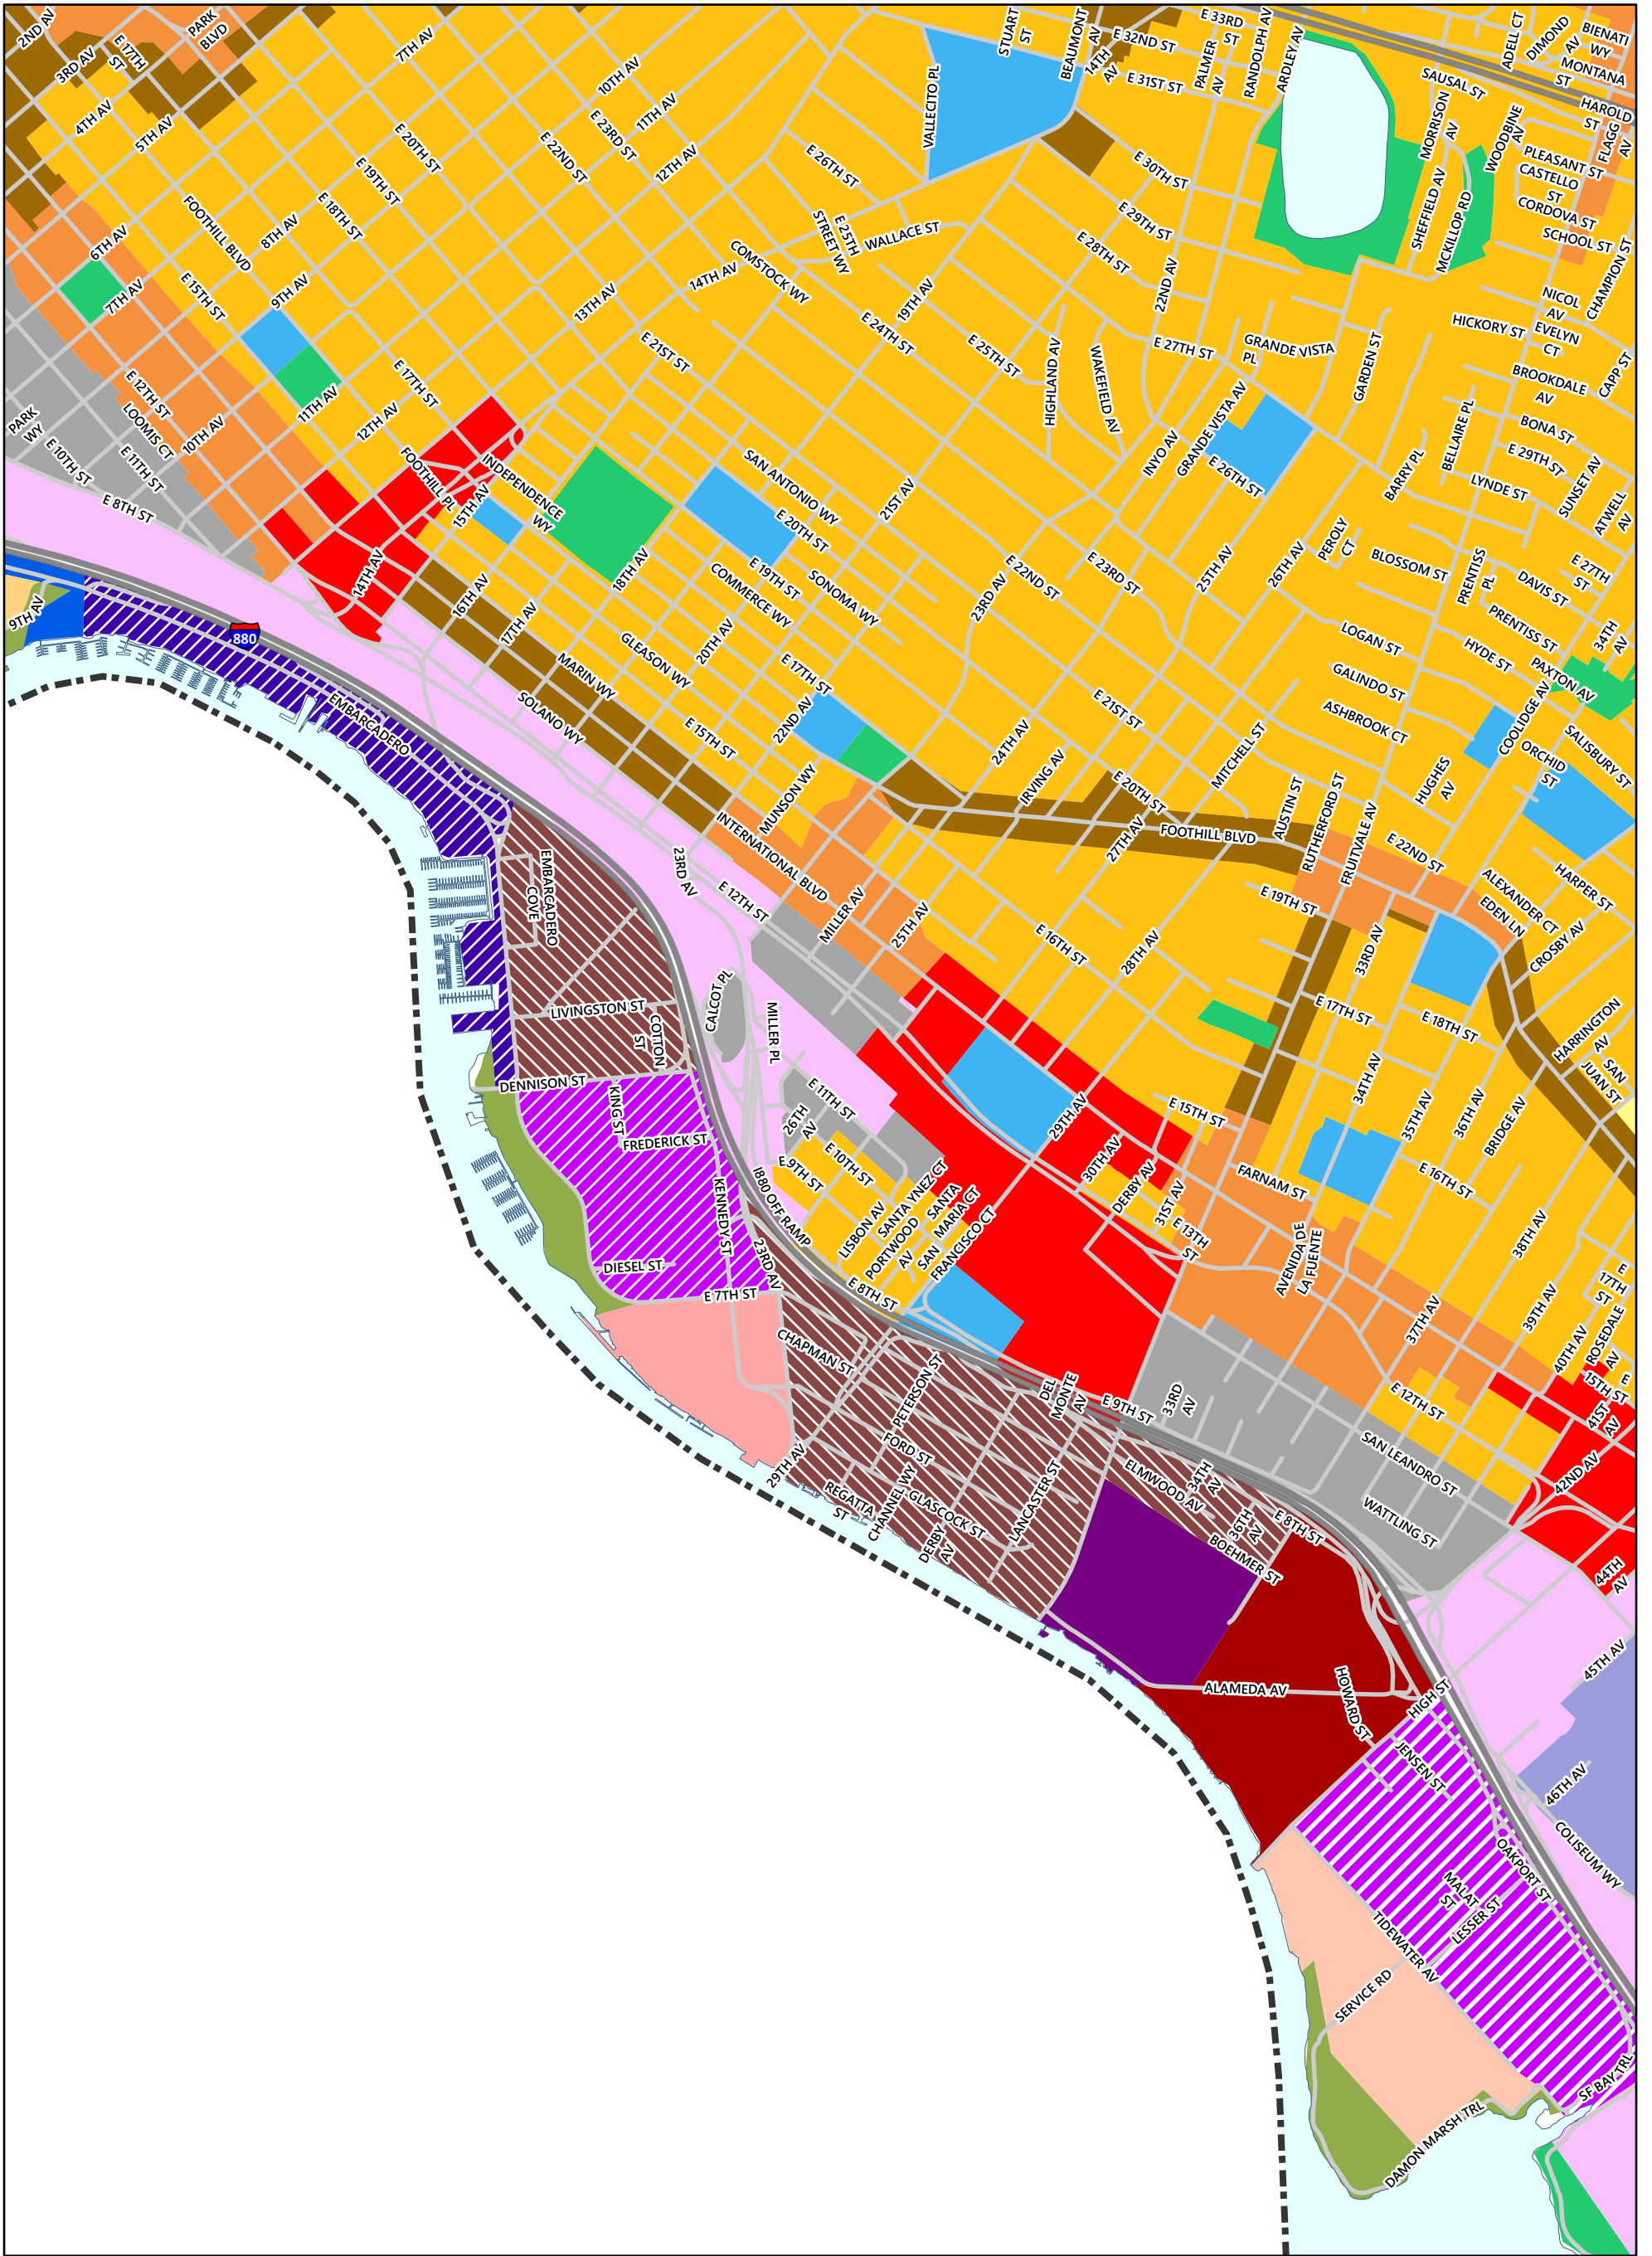 2ND AV
3RD AV
E 17TH
ST
PARK
BLVD
4TH AV
5TH AV
7TH AV
10TH AV
11TH AV
E 23RD ST
E 22ND ST
12TH AV
E 20TH ST
E 19TH ST
E 18TH ST
FOOTHILL BLVD
8TH AV
6TH AV
7TH AV
E 15TH ST
9TH AV
STUART
ST
BEAUMONT
AV
14TH
AV
E 33RD
ST
E 32ND ST
E 31ST ST
PALMER
AV
RANDOLPH AV
ARDLEY AV
VALLECITO PL
ADELL CT
DIMOND
AV
BIENATI
WY
MONTANA
ST
SAUSAL ST
HAROLD
ST
MORRISON
AV
WOODBINE
AV
FLAGG
AV
PLEASANT ST
CASTELLO
ST
CORDOVA ST
SCHOOL ST
SHEFFIELD AV
MCKILLOP RD
CHAMPION ST
E 26TH ST
E 25TH
STREET WY
WALLACE ST
E 30TH ST
E 29TH ST
E 28TH ST
22ND AV
COMSTOCK WY
14TH AV
13TH AV
19TH AV
E 24TH ST
E 25TH ST
E 21ST ST
HIGHLAND AV
WAKEFIELD AV
E 27TH ST
GRANDE VISTA
PL
GARDEN ST
NICOL
AV
HICKORY ST
EVELYN
CT
BROOKDALE
AV
CAPP ST
BONA ST
E 29TH ST
BELLAIRE PL
LYNDE ST
SUNSET AV
ATWELL
AV
BARRY PL
INYO AV
GRANDE VISTA AV
E 26TH ST
PARK
WY
E 10TH ST
E 12TH ST
LOOMIS CT
E 11TH ST
10TH AV
11TH AV
12TH AV
E 17TH ST
E 8TH ST
FOOTHILL PL
15TH AV
INDEPENDENCE
WY
14TH AV
16TH AV
17TH AV
18TH AV
SAN ANTONIO WY
E 20TH ST
21ST AV
E 19TH ST
COMMERCE WY
SONOMA WY
20TH AV
GLEASON WY
MARIN WY
SOLANO WY
E 17TH ST
E 15TH ST
22ND AV
MUNSON WY
23RD AV
E 22ND ST
E 23RD ST
25TH AV
26TH AV
PEROLY
CT
BLOSSOM ST
PRENTISS
PL
DAVIS ST
E 27TH
ST
PRENTISS ST
34TH
AV
HYDE ST
PAXTON AV
LOGAN ST
GALINDO ST
ASHBROOK CT
COOLIDGE AV
ORCHID
ST
SALISBURY ST
HUGHES
AV
E 21ST ST
24TH AV
IRVING AV
MITCHELL ST
E 20TH ST
27TH AV
FOOTHILL BLVD
AUSTIN ST
RUTHERFORD ST
FRUITVALE AV
E 22ND ST
ALEXANDER CT
EDEN LN
HARPER ST
CROSBY AV
E 19TH ST
33RD AV
E 17TH ST
E 18TH ST
HARRINGTON
AV
SAN
JUAN ST
9TH AV
880
EMBARCADERO
EMBARCADERO
COVE
INTERNATIONAL BLVD
23RD AV
E 12TH ST
MILLER AV
25TH AV
E 16TH ST
28TH AV
LIVINGSTON ST
COTTON
ST
CALCOT PL
MILLER PL
DENNISON ST
KING ST
FREDERICK ST
KENNEDY ST
DIESEL ST
E 7TH ST
I880 OFF RAMP
23RD AV
E 11TH ST
26TH
AV
E 10TH ST
E 9TH ST
LISBON AV
SANTA YNEZ CT
PORTWOOD
AV
SANTA
MARIA CT
SAN
FRANCISCO CT
E 8TH ST
29TH AV
30TH AV
DERBY AV
31ST AV
E 15TH ST
E 13TH
ST
FARNAM ST
AVENIDA DE
LA FUENTE
34TH AV
35TH AV
36TH AV
BRIDGE AV
E 16TH ST
38TH AV
E
17TH
ST
37TH AV
39TH AV
40TH AV
ROSEDALE
AV
E
15TH ST
41ST
AV
42ND AV
44TH
AV
E 12TH ST
SAN LEANDRO ST
WATTLING ST
33RD
AV
E 9TH ST
DEL
MONTE
AV
CHAPMAN ST
PETERSON ST
FORD ST
29TH AV
REGATTA
ST
CHANNEL WY
GLASCOCK ST
DERBY
AV
LANCASTER ST
ELMWOOD AV
34TH
AV
36TH
AV
E 8TH ST
BOEHMER ST
ALAMEDA AV
HOWARD ST
HIGH ST
JENSEN ST
45TH AV
46TH AV
COLISEUM WY
OAKPORT ST
MALAT
ST
LESSER ST
TIDEWATER AV
SERVICE RD
DAMON MARSH TRL
SF BAY TRL